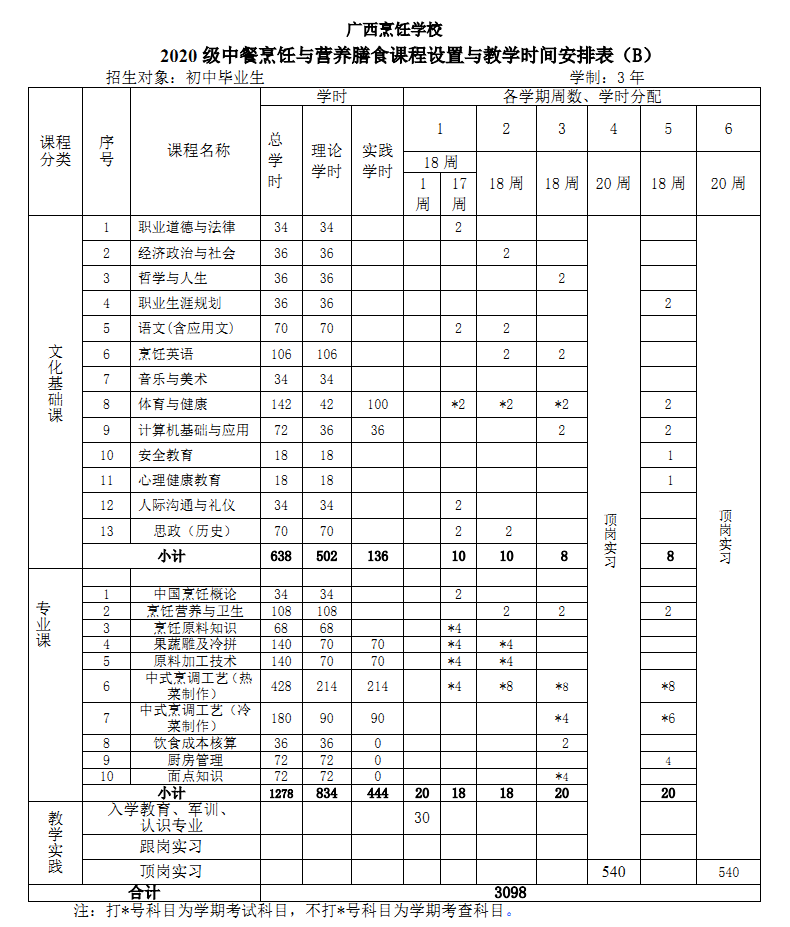 广西烹饪学校
2020 级中餐烹饪与营养膳食课程设置与教学时间安排表（B）
招生对象：初中毕业生 学制：3 年
课程分类 序号 课程名称 学时 各学期周数、学时分配
总学时 理论学时 实践学时 1 2 3 4 5 6
18 周 18 周 18 周 20 周 18 周 20 周
1周 17周
文化基础课
1 职业道德与法律 34 34 2
2 经济政治与社会 36 36 2
3 哲学与人生 36 36 2
4 职业生涯规划 36 36 2
5 语文(含应用文) 70 70 2 2
6 烹饪英语 106 106 2 2
7 音乐与美术 34 34
8 体育与健康 142 42 100 *2 *2 *2 2
9 计算机基础与应用 72 36 36 2 2
10 安全教育 18 18 1
11 心理健康教育 18 18 1
12 人际沟通与礼仪 34 34 2
13 思政（历史） 70 70 2 2
顶岗实习 顶岗实习
小计 638 502 136 10 10 8 8
专业课
1 中国烹饪概论 34 34 2
2 烹饪营养与卫生 108 108 2 2 2
3 烹饪原料知识 68 68 *4
4 果蔬雕及冷拼 140 70 70 *4 *4
5 原料加工技术 140 70 70 *4 *4
6 中式烹调工艺（热菜制作） 428 214 214 *4 *8 *8 *8
7 中式烹调工艺（冷菜制作） 180 90 90 *4 *6
8 饮食成本核算 36 36 0 2
9 厨房管理 72 72 0 4
10 面点知识 72 72 0 *4
小计 1278 834 444 20 18 18 20 20
教学实践
入学教育、军训、认识专业 30
跟岗实习
顶岗实习 540 540
合计 3098
注：打*号科目为学期考试科目，不打*号科目为学期考查科目。